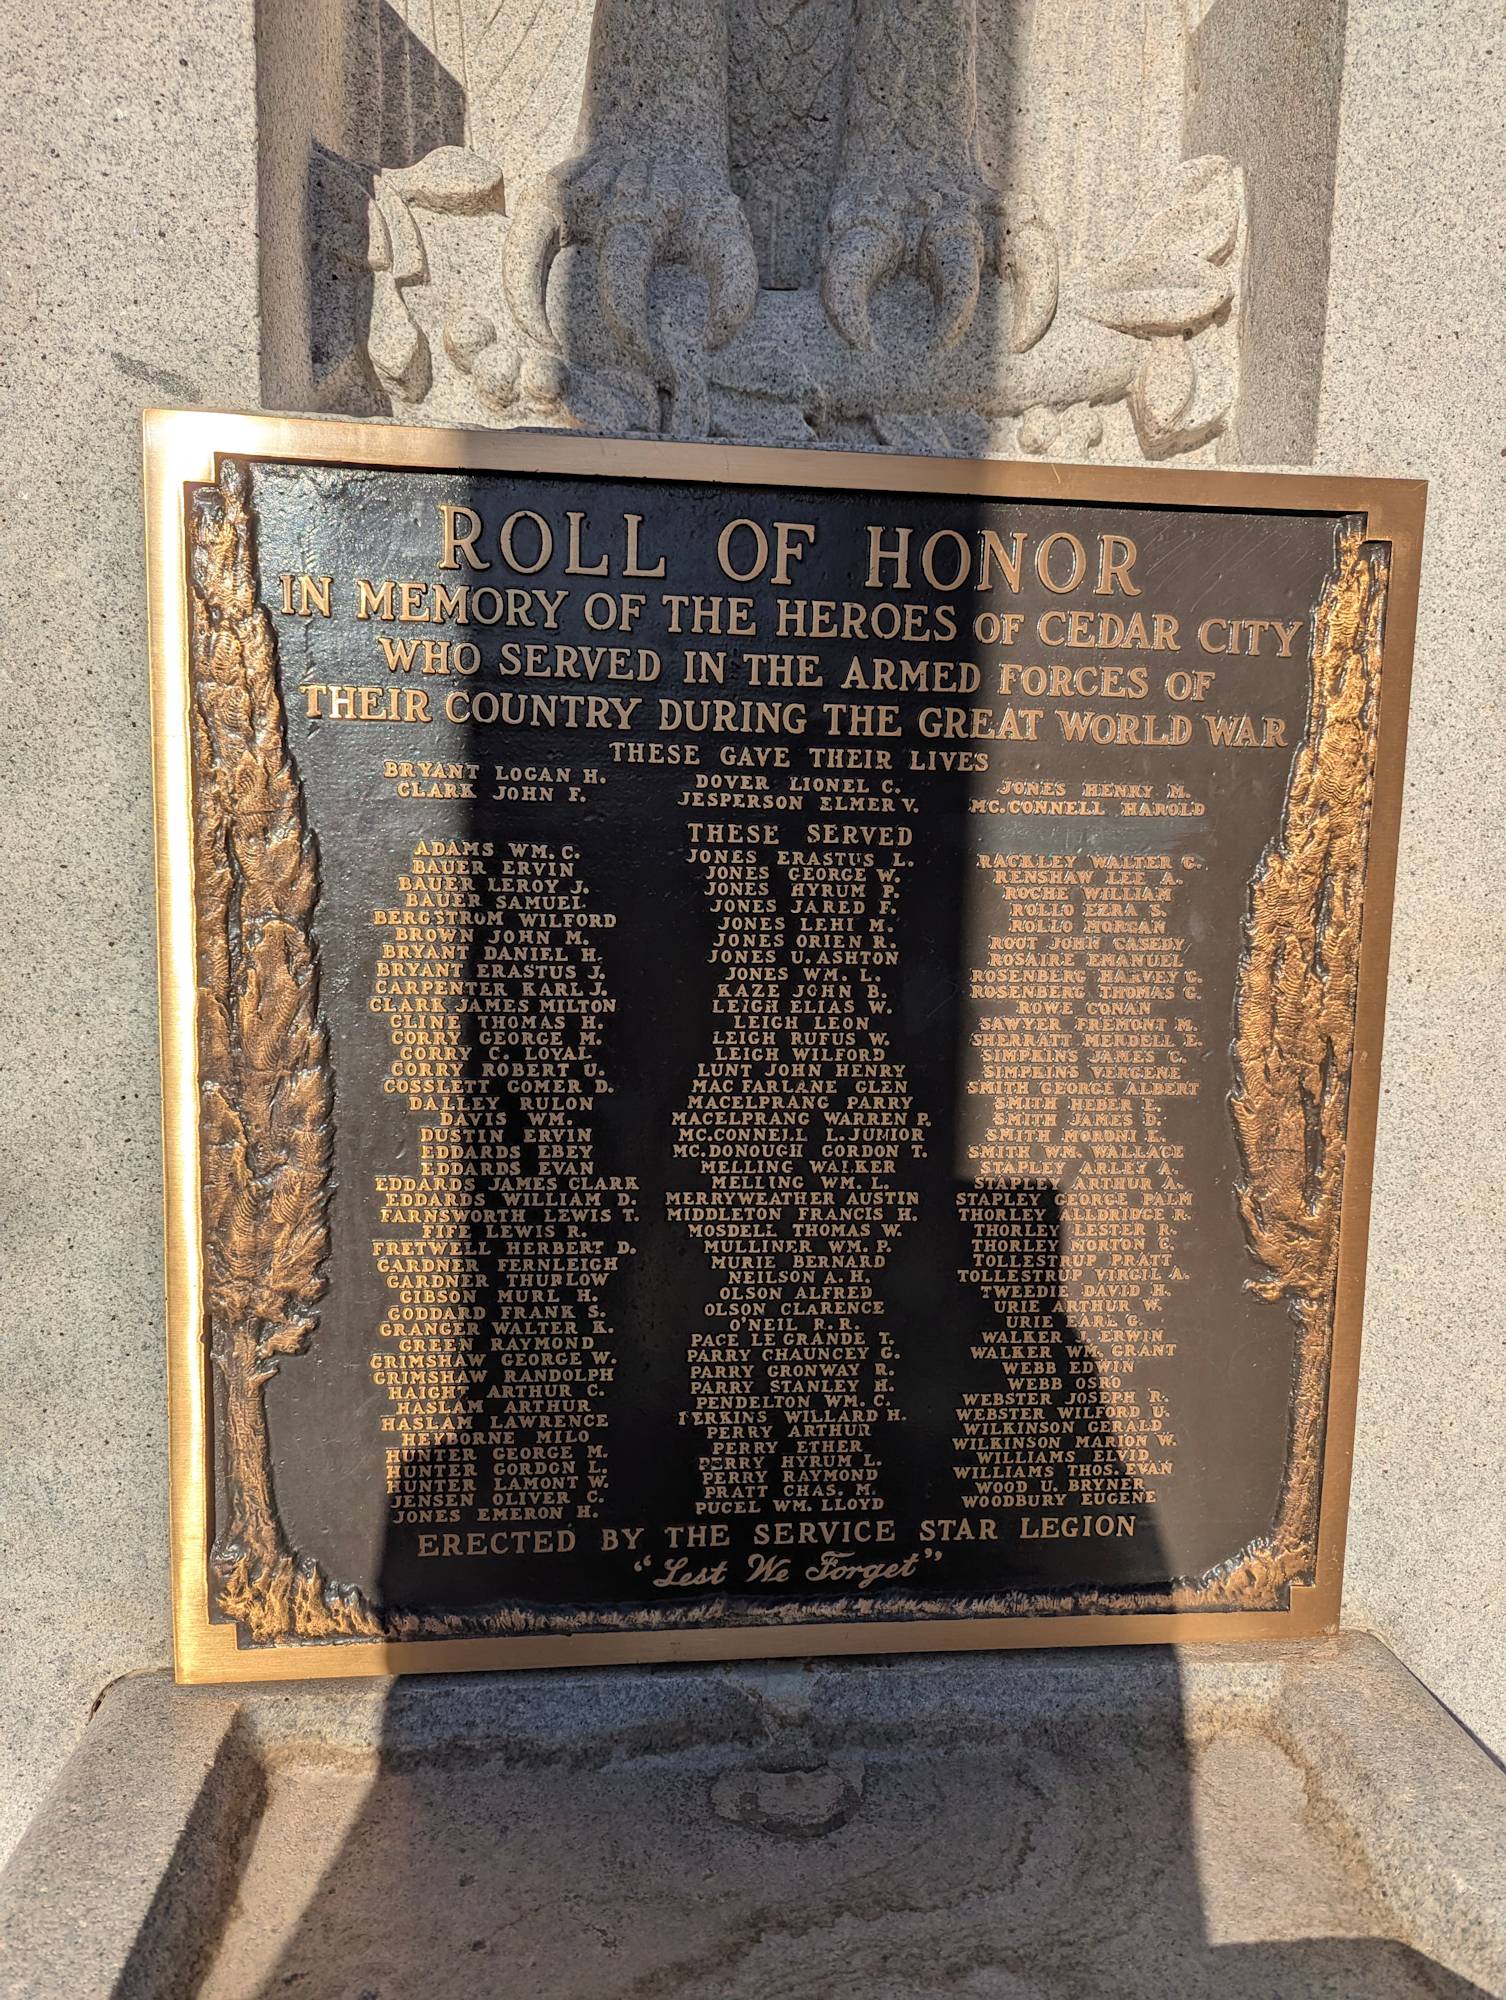 ROLL OF HONOR
IN MEMORY OF THE HEROES OF CEDAR CITY
WHO SERVED IN THE ARMED FORCES OF
THEIR COUNTRY DURING THE GREAT WORLD WAR
THESE GAVE THEIR LIVES
BRYANT LOGAN H.
CLARK JOHN F.
DOVER LIONEL C.
JESPERSON ELMER V.
JONES HENRY M.
MC.CONNELL HAROLD
THESE SERVED
ADAMS WM. C.
BAUER ERVIN
BAUER LEROY J.
BAUER SAMUEL
BERGSTROM WILFORD
BROWN JOHN M.
BRYANT DANIEL H.
BRYANT ERASTUS J.
CARPENTER KARL J.
CLARK JAMES MILTON
CLINE THOMAS H.
CORRY GEORGE M.
CORRY C. LOYAL
CORRY ROBERT U.
COSSLETT GOMER D.
DALLEY RULON
DAVIS WM.
DUSTIN ERVIN
EDDARDS EBEY
EDDARDS EVAN
EDDARDS JAMES CLARK
EDDARDS WILLIAM D.
FARNSWORTH LEWIS T.
FIFE LEWIS R.
FRETWELL HERBERT D.
GARDNER FERNLEIGH
GARDNER THURLOW
GIBSON MURL H.
GODDARD FRANK S.
GRANGER WALTER K.
GREEN RAYMOND
GRIMSHAW GEORGE W.
GRIMSHAW RANDOLPH
HAIGHT ARTHUR C.
HASLAM ARTHUR
HASLAM LAWRENCE
HEYBORNE MILO
HUNTER GEORGE M.
HUNTER GORDON L.
HUNTER LAMONT W.
JENSEN OLIVER C.
JONES EMERON H.
JONES ERASTUS L.
JONES GEORGE W.
JONES HYRUM P.
JONES JARED F.
JONES LEHI M.
JONES ORIEN R.
JONES U. ASHTON
JONES WM. L.
KAZE JOHN B.
LEIGH ELIAS W.
LEIGH LEON
LEIGH RUFUS W.
LEIGH WILFORD
LUNT JOHN HENRY
MAC FARLANE GLEN
MACELPRANG PARRY
MACELPRANG WARREN P.
MC.CONNELL L. JUNIOR
MC.DONOUGH GORDON T.
MELLING WALKER
MELLING WM. L.
MERRYWEATHER AUSTIN
MIDDLETON FRANCIS H.
MOSDELL THOMAS W.
MULLINER WM. P.
MURIE BERNARD
NEILSON A. H.
OLSON ALFRED
OLSON CLARENCE
O'NEIL R. R.
PACE LE GRANDE T.
PARRY CHAUNCEY G.
PARRY GRONWAY R.
PARRY STANLEY H.
PENDELTON WM. C.
PERKINS WILLARD H.
PERRY ARTHUR
PERRY ETHER
PERRY HYRUM L.
PERRY RAYMOND
PRATT CHAS. M.
PUCEL WM. LLOYD
RACKLEY WALTER G.
RENSHAW LEE A.
ROCHE WILLIAM
ROLLO EZRA S.
ROLLO MORGAN
ROOT JOHN CASEDY
ROSAIRE EMANUEL
ROSENBERG HARVEY G.
ROSENBERG THOMAS G.
ROWE CONAN
SAWYER FREMONT M.
SHERRATT MERDELL E.
SIMPKINS JAMES C.
SIMPKINS VERGENE
SMITH GEORGE ALBERT
SMITH HEBER E.
SMITH JAMES D.
SMITH MORONI K.
SMITH WM. WALLACE
STAPLEY ARLEY A.
STAPLEY ARTHUR A.
STAPLEY GEORGE PALM
THORLEY ALLDRIDGE R.
THORLEY LESTER R.
THORLEY MORTON C.
TOLLESTRUP PRATT
TOLLESTRUP VIRGIL A.
TWEEDIE DAVID H.
URIE ARTHUR W.
URIE EARL G.
WALKER J. ERWIN
WALKER WM. GRANT
WEBB EDWIN
WEBB OSRO
WEBSTER JOSEPH R.
WEBSTER WILFORD U.
WILKINSON GERALD
WILKINSON MARION W.
WILLIAMS ELVID
WILLIAMS THOS. EVAN
WOOD U. BRYNER
WOODBURY EUGENE
ERECTED BY THE SERVICE STAR LEGION
"Lest We Forget"